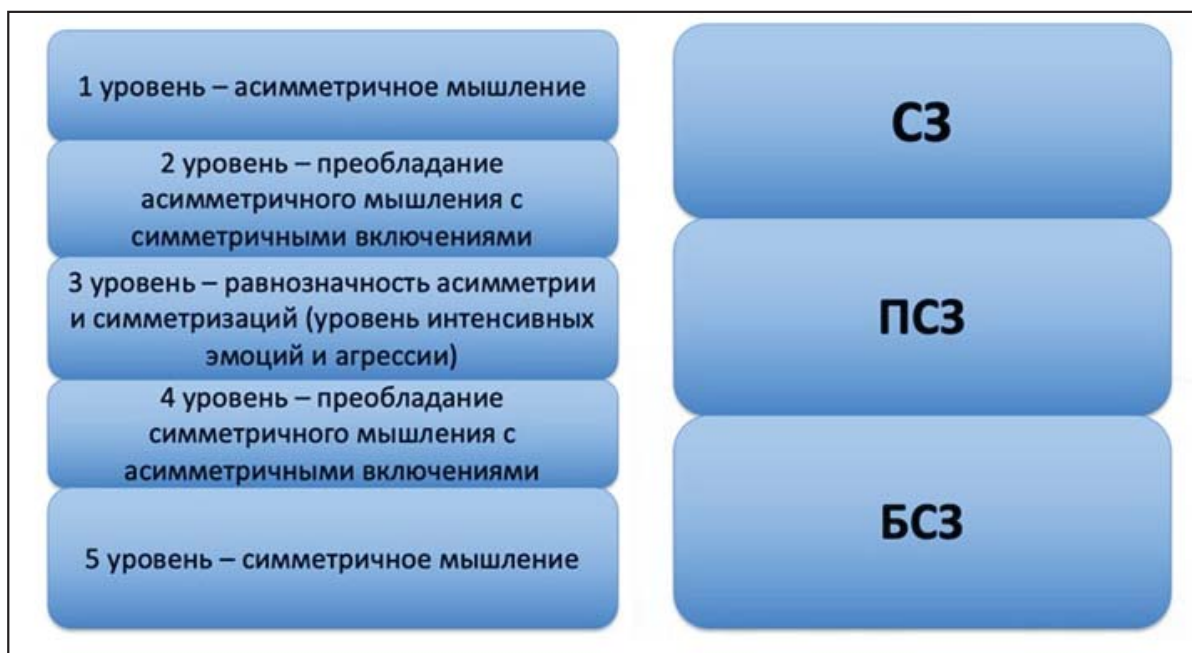 1 уровень – асимметричное мышление
2 уровень – преобладание
асимметричного мышления с
симметричными включениями
3 уровень – равнозначность асимметрии
и симметризаций (уровень интенсивных
эмоций и агрессии)
4 уровень – преобладание
симметричного мышления с
асимметричными включениями
5 уровень – симметричное мышление
СЗ
ПСЗ
БСЗ